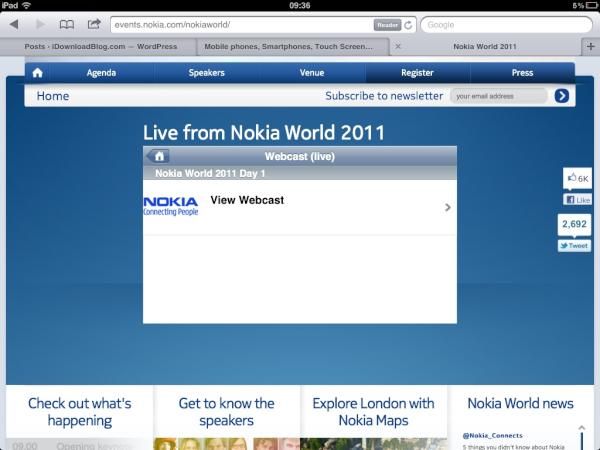 iPad
09:36
5%
events.nokia.com/nokiaworld/
Reader
Google
Posts ‹ iDownloadBlog.com — WordPress
Mobile phones, Smartphones, Touch Screen...
Nokia World 2011
Agenda
Speakers
Venue
Register
Press
Home
Subscribe to newsletter
your email address
Live from Nokia World 2011
Webcast (live)
Nokia World 2011 Day 1
NOKIA
Connecting People
View Webcast
6K
Like
2,692
Tweet
Check out what's
happening
Get to know the
speakers
Explore London with
Nokia Maps
Nokia World news
09.00 Opening keynote
@Nokia_Connects
5 things you didn't know about Nokia